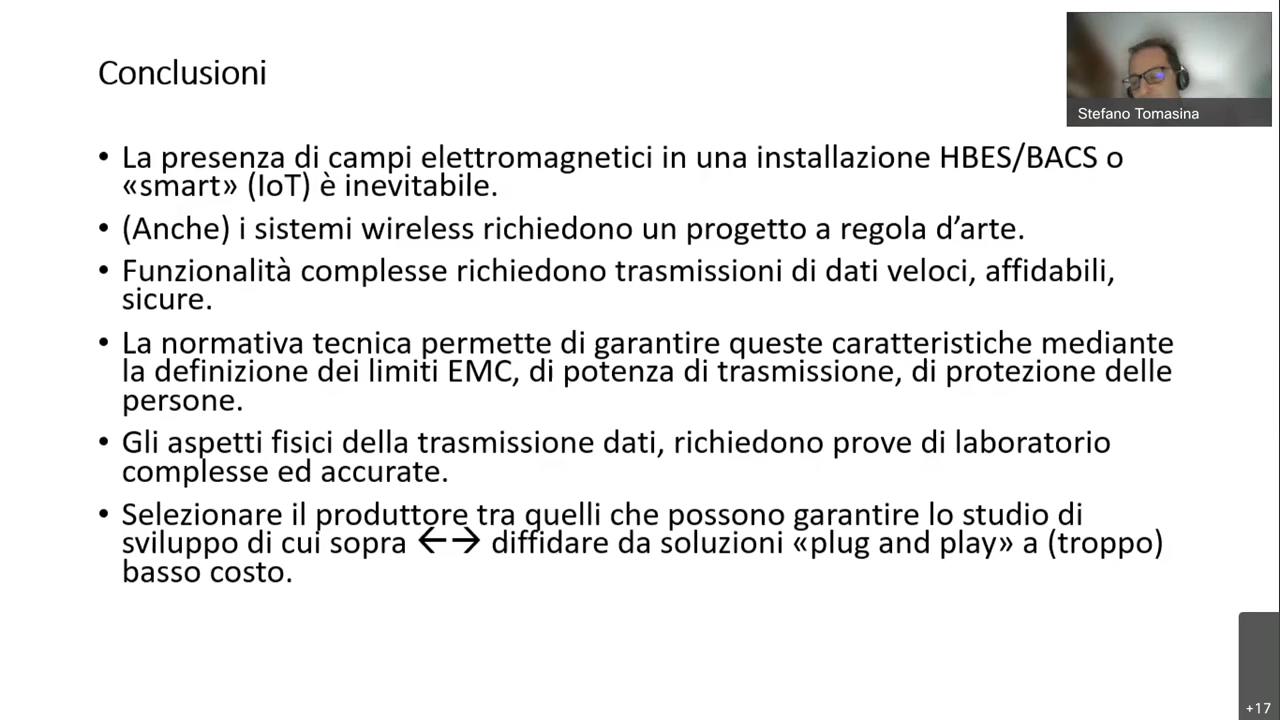 Conclusioni
Stefano Tomasina
• La presenza di campi elettromagnetici in una installazione HBES/BACS o
«smart» (IoT) è inevitabile.
• (Anche) i sistemi wireless richiedono un progetto a regola d’arte.
• Funzionalità complesse richiedono trasmissioni di dati veloci, affidabili,
sicure.
• La normativa tecnica permette di garantire queste caratteristiche mediante
la definizione dei limiti EMC, di potenza di trasmissione, di protezione delle
persone.
• Gli aspetti fisici della trasmissione dati, richiedono prove di laboratorio
complesse ed accurate.
• Selezionare il produttore tra quelli che possono garantire lo studio di
sviluppo di cui sopra ←→ diffidare da soluzioni «plug and play» a (troppo)
basso costo.
+17